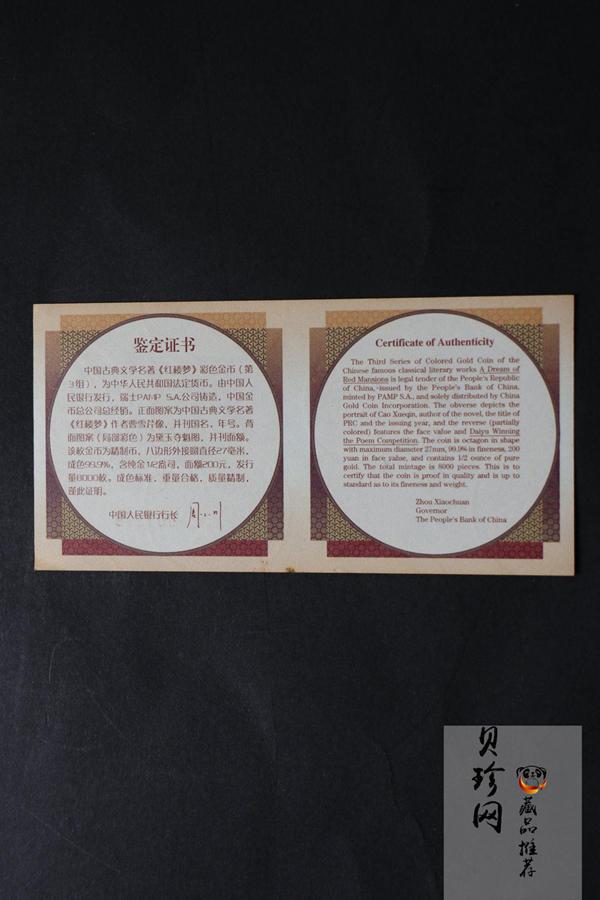 鉴定证书
中国古典文学名著《红楼梦》彩色金币(第
3组),为中华人民共和国法定货币。由中国人
民银行发行,瑞士PAMP S.A.公司铸造,中国金
币总公司总经销。正面图案为中国古典文学名著
《红楼梦》作者曹雪芹像,并刊国名、年号。背
面图案(局部彩色)为黛玉夺魁图,并刊面额。
该枚金币为精制币,八边形外接圆直径27毫米,
成色99.9%,含纯金1/2盎司,面额200元,发行
量8000枚。成色标准,重量合格,质量精制,
谨此证明。
中国人民银行行长
Certificate of Authenticity
The Third Series of Colored Gold Coin of the
Chinese famous classical literary works A Dream of
Red Mansions is legal tender of the People's Republic
of China, issued by the People's Bank of China,
minted by PAMP S.A., and solely distributed by China
Gold Coin Incorporation. The obverse depicts the
portrait of Cao Xueqin, author of the novel, the title of
PRC and the issuing year, and the reverse (partially
colored) features the face value and Daiyu Winning
the Poem Competition. The coin is octagon in shape
with maximum diameter 27mm, 99.9% in fineness, 200
yuan in face value, and contains 1/2 ounce of pure
gold. The total mintage is 8000 pieces. This is to
certify that the coin is proof in quality and is up to
standard as to its fineness and weight.
Zhou Xiaochuan
Governor
The People's Bank of China
贝珍网
藏品推荐